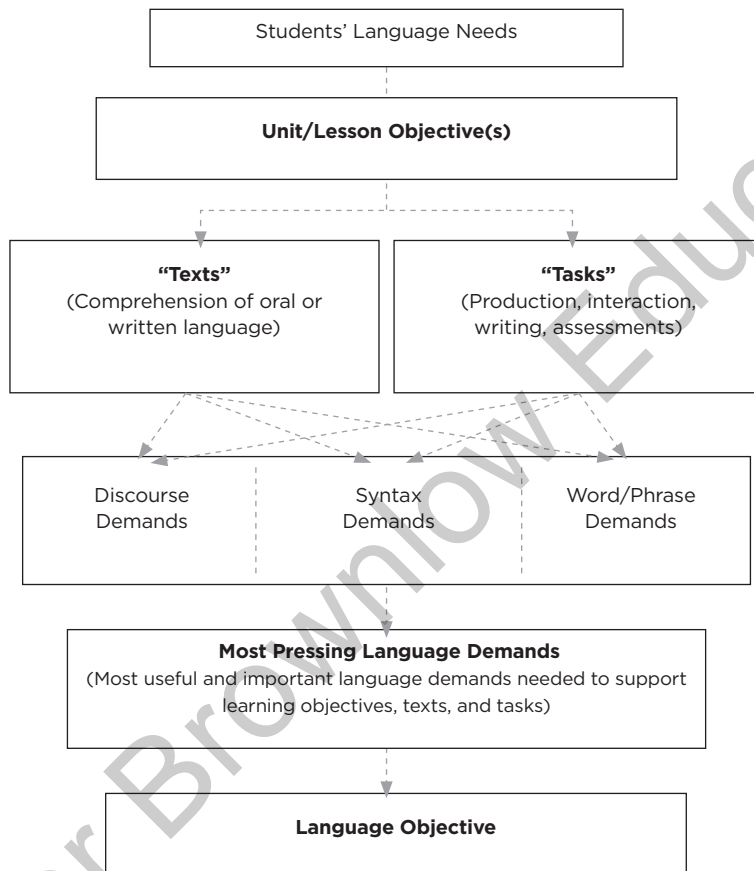 Students’ Language Needs
Unit/Lesson Objective(s)
“Texts”
(Comprehension of oral or
written language)
“Tasks”
(Production, interaction,
writing, assessments)
Discourse
Demands
Syntax
Demands
Word/Phrase
Demands
Most Pressing Language Demands
(Most useful and important language demands needed to support
learning objectives, texts, and tasks)
Language Objective
r Brownlow Educ